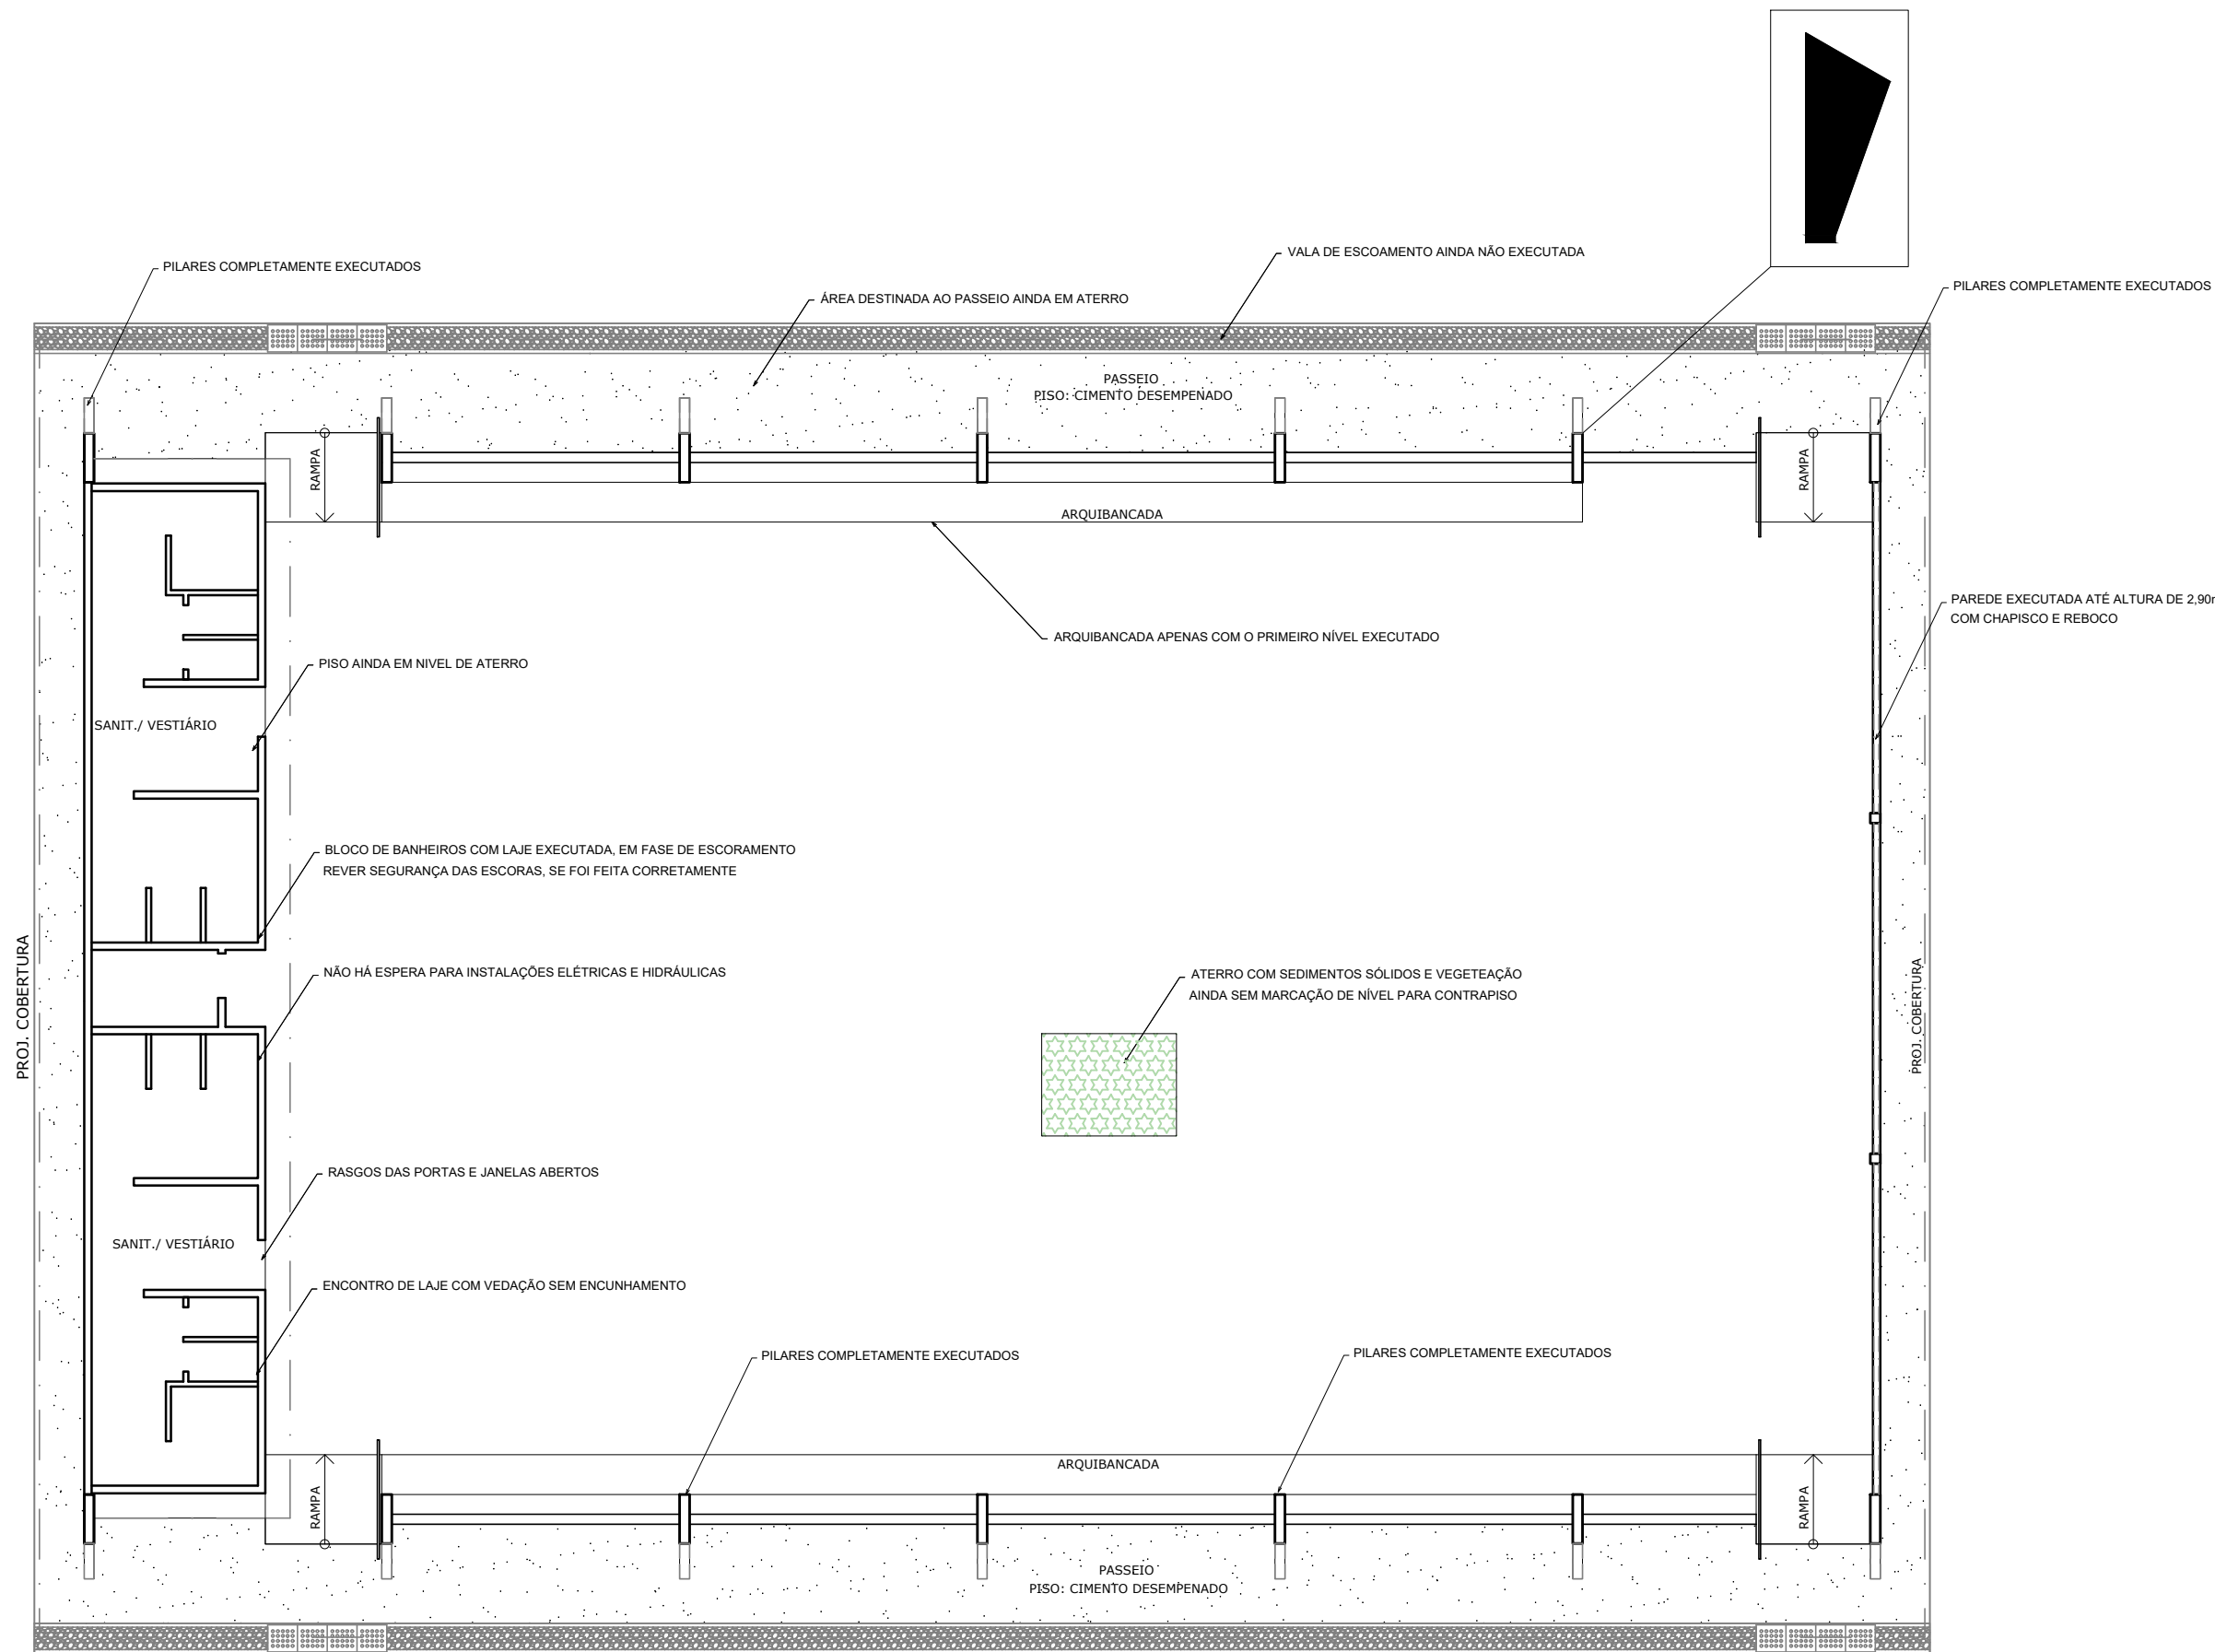 VALA DE ESCOAMENTO AINDA NÃO EXECUTADA
PILARES COMPLETAMENTE EXECUTADOS
PILARES COMPLETAMENTE EXECUTADOS
ÁREA DESTINADA AO PASSEIO AINDA EM ATERRO
PASSEIO
PISO: CIMENTO DESEMPENADO
RAMPA
RAMPA
ARQUIBANCADA
PAREDE EXECUTADA ATÉ ALTURA DE 2,90m
COM CHAPISCO E REBOCO
ARQUIBANCADA APENAS COM O PRIMEIRO NÍVEL EXECUTADO
PISO AINDA EM NIVEL DE ATERRO
SANIT./ VESTIÁRIO
BLOCO DE BANHEIROS COM LAJE EXECUTADA, EM FASE DE ESCORAMENTO
REVER SEGURANÇA DAS ESCORAS, SE FOI FEITA CORRETAMENTE
PROJ. COBERTURA
NÃO HÁ ESPERA PARA INSTALAÇÕES ELÉTRICAS E HIDRÁULICAS
ATERRO COM SEDIMENTOS SÓLIDOS E VEGETEAÇÃO
AINDA SEM MARCAÇÃO DE NÍVEL PARA CONTRAPISO
PROJ. COBERTURA
RASGOS DAS PORTAS E JANELAS ABERTOS
SANIT./ VESTIÁRIO
ENCONTRO DE LAJE COM VEDAÇÃO SEM ENCUNHAMENTO
PILARES COMPLETAMENTE EXECUTADOS
PILARES COMPLETAMENTE EXECUTADOS
ARQUIBANCADA
RAMPA
RAMPA
PASSEIO
PISO: CIMENTO DESEMPENADO